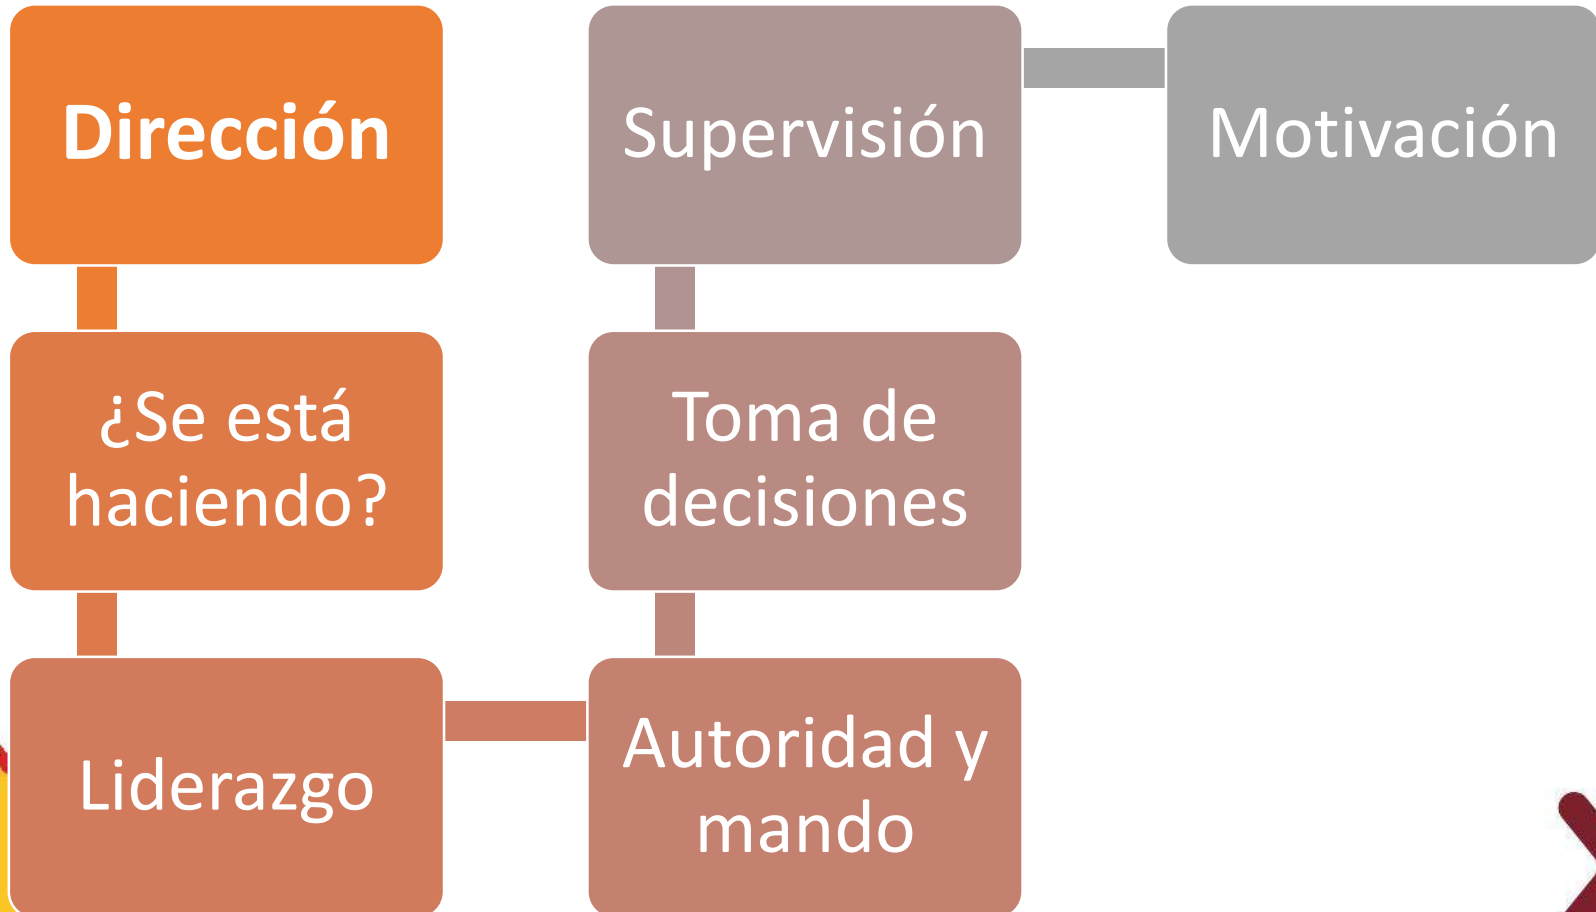 Dirección
¿Se está
haciendo?
Liderazgo
Autoridad y
mando
Toma de
decisiones
Supervisión
Motivación